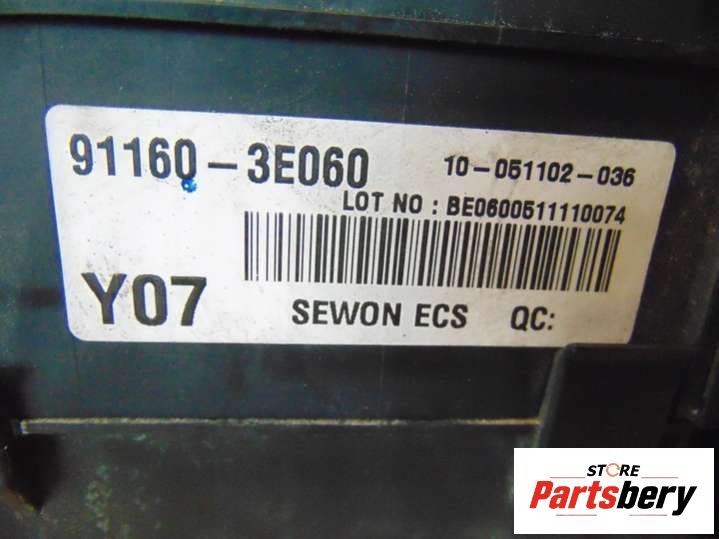 91160-3E060 10-051102-036
LOT NO : BE0600511110074
Y07 SEWON ECS QC:
STORE
Partsbery